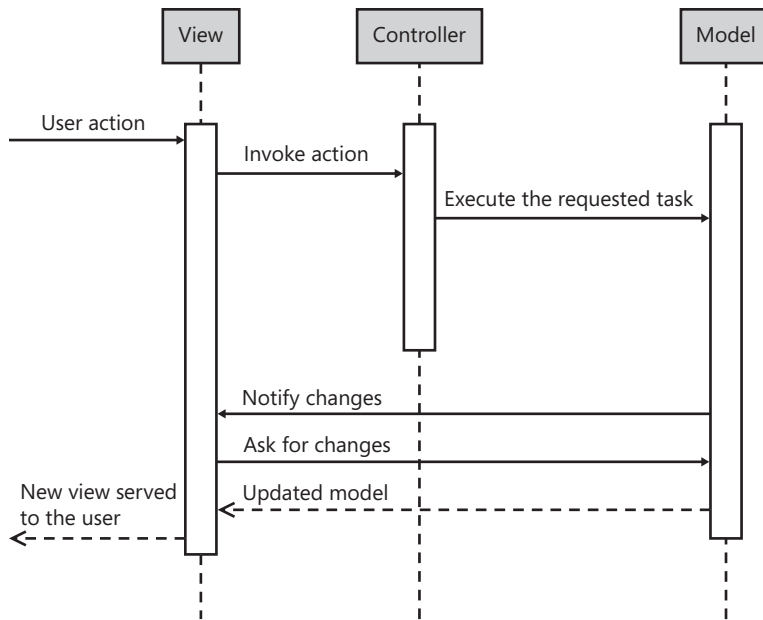 View
Controller
Model
User action
Invoke action
Execute the requested task
Notify changes
Ask for changes
New view served
to the user
Updated model